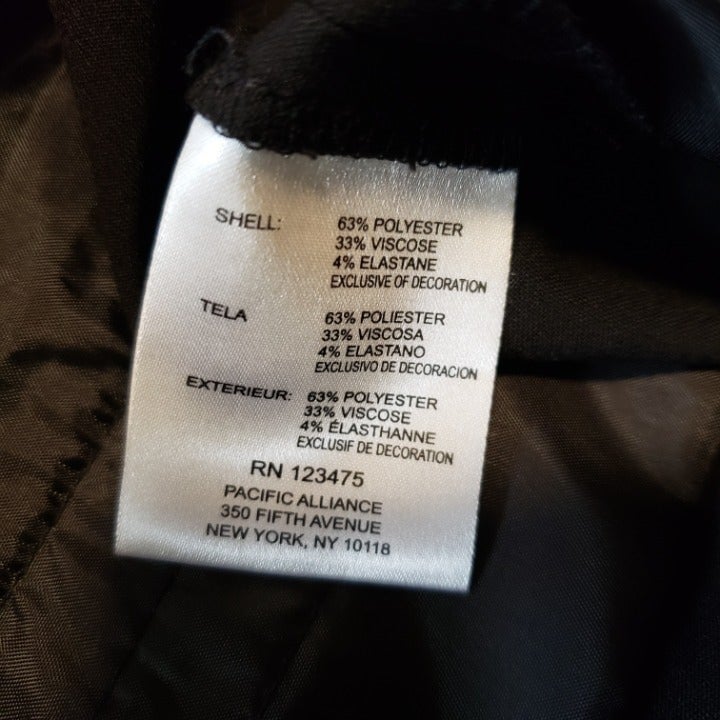 SHELL: 63% POLYESTER
33% VISCOSE
4% ELASTANE
EXCLUSIVE OF DECORATION
TELA 63% POLIESTER
33% VISCOSA
4% ELASTANO
EXCLUSIVO DE DECORACION
EXTERIEUR: 63% POLYESTER
33% VISCOSE
4% ÉLASTHANNE
EXCLUSIF DE DECORATION
RN 123475
PACIFIC ALLIANCE
350 FIFTH AVENUE
NEW YORK, NY 10118